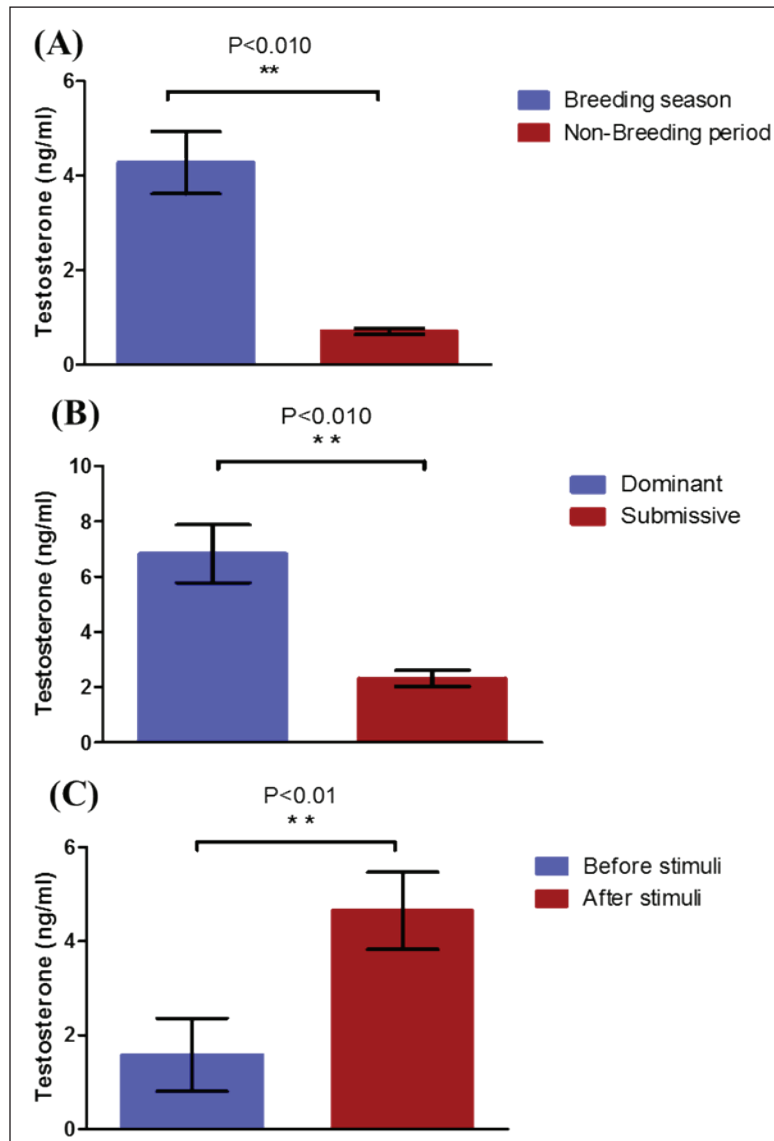 (A)
P<0.010
**
6
4
2
0
Testosterone (ng/ml)
Breeding season
Non-Breeding period
(B)
P<0.010
* *
10
8
6
4
2
0
Testosterone (ng/ml)
Dominant
Submissive
(C)
P<0.01
* *
6
4
2
0
Testosterone (ng/ml)
Before stimuli
After stimuli